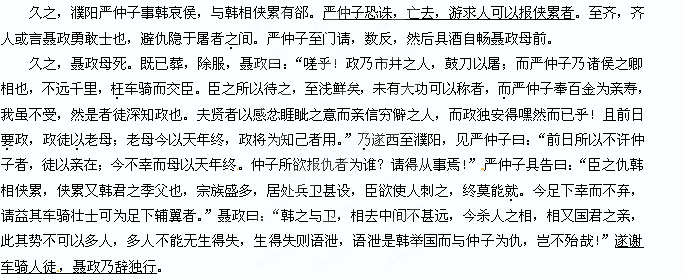 久之，濮阳严仲子事韩哀侯，与韩相侠累有郤。严仲子恐诛，亡去，游求人可以报侠累者。至齐，齐
人或言聂政勇敢士也，避仇隐于屠者之间。严仲子至门请，数反，然后具酒自畅聂政母前。
久之，聂政母死。既已葬，除服，聂政曰：“嗟乎！政乃市井之人，鼓刀以屠；而严仲子乃诸侯之卿
相也，不远千里，枉车骑而交臣。臣之所以待之，至浅鲜矣，未有大功可以称者，而严仲子奉百金为亲寿，
我虽不受，然是者徒深知政也。夫贤者以感忿睚眦之意而亲信穷僻之人，而政独安得嘿然而已乎！且前日
要政，政徒以老母；老母今以天年终，政将为知己者用。”乃遂西至濮阳，见严仲子曰：“前日所以不许仲
子者，徒以亲在；今不幸而母以天年终。仲子所欲报仇者为谁？请得从事焉！”严仲子具告曰：“臣之仇韩
相侠累，侠累又韩君之季父也，宗族盛多，居处兵卫甚设，臣欲使人刺之，终莫能就。今足下幸而不弃，
请益其车骑壮士可为足下辅翼者。”聂政曰：“韩之与卫，相去中间不甚远，今杀人之相，相又国君之亲，
此其势不可以多人，多人不能无生得失，生得失则语泄，语泄是韩举国而与仲子为仇，岂不殆哉！”遂谢
车骑人徒，聂政乃辞独行。